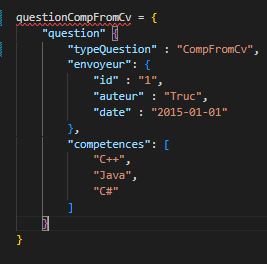 questionCompFromCv = {
"question" {
"typeQuestion" : "CompFromCv",
"envoyeur": {
"id" : "1",
"auteur" : "Truc",
"date" : "2015-01-01"
},
"competences": [
"C++",
"Java",
"C#"
]
}
}